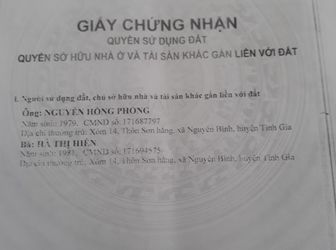 GIẤY CHỨNG NHẬN
QUYỀN SỬ DỤNG ĐẤT
QUYỀN SỞ HỮU NHÀ Ở VÀ TÀI SẢN KHÁC GẮN LIỀN VỚI ĐẤT
I. Người sử dụng đất, chủ sở hữu nhà và tài sản khác gắn liền với đất
Ông: NGUYỄN HỒNG PHONG
Năm sinh: 1979, CMND số: 171687797
Địa chỉ thường trú: Xóm 14, Thôn Sơn hãng, xã Nguyên Bình, huyện Tĩnh Gia
Bà: HÀ THỊ HIỀN
Năm sinh: 1981, CMND số: 171694575
Địa chỉ thường trú: Xóm 14, Thôn Sơn hãng, xã Nguyên Bình, huyện Tĩnh Gia